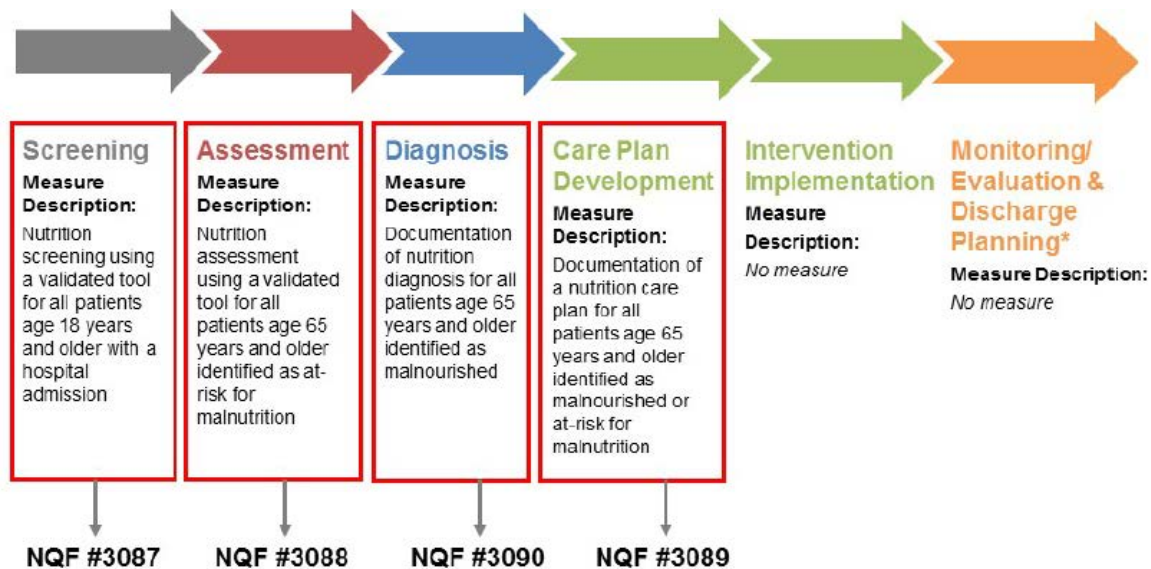 Screening
Measure
Description:
Nutrition
screening using
a validated tool
for all patients
age 18 years
and older with a
hospital
admission
NQF #3087
Assessment
Measure
Description:
Nutrition
assessment
using a validated
tool for all
patients age 65
years and older
identified as at-
risk for
malnutrition
NQF #3088
Diagnosis
Measure
Description:
Documentation
of nutrition
diagnosis for all
patients age 65
years and older
identified as
malnourished
NQF #3090
Care Plan
Development
Measure
Description:
Documentation of
a nutrition care
plan for all
patients age 65
years and older
identified as
malnourished or
at-risk for
malnutrition
NQF #3089
Intervention
Implementation
Measure
Description:
No measure
Monitoring/
Evaluation &
Discharge
Planning*
Measure Description:
No measure